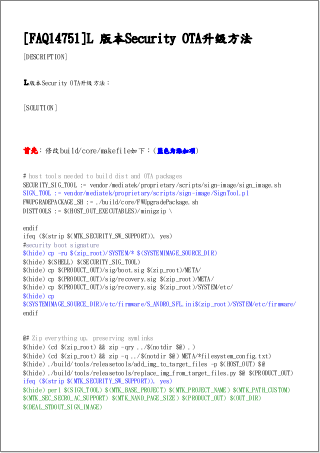 [FAQ14751]L 版本Security OTA升级方法
[DESCRIPTION]
L版本Security OTA升级方法：
[SOLUTION]
首先：修改build/core/makefile如下：(蓝色为添加项)
# host tools needed to build dist and OTA packages
SECURITY_SIG_TOOL := vendor/mediatek/proprietary/scripts/sign-image/sign_image.sh
SIGN_TOOL := vendor/mediatek/proprietary/scripts/sign-image/SignTool.pl
FWUPGRADEPACKAGE_SH := ./build/core/FWUpgradePackage.sh
DISTTOOLS := $(HOST_OUT_EXECUTABLES)/minigzip \
endif
ifeq ($(strip $(MTK_SECURITY_SW_SUPPORT)), yes)
#security boot signature
$(hide) cp -ru $(zip_root)/SYSTEM/* $(SYSTEMIMAGE_SOURCE_DIR)
$(hide) $(SHELL) $(SECURITY_SIG_TOOL)
$(hide) cp $(PRODUCT_OUT)/sig/boot.sig $(zip_root)/META/
$(hide) cp $(PRODUCT_OUT)/sig/recovery.sig $(zip_root)/META/
$(hide) cp $(PRODUCT_OUT)/sig/recovery.sig $(zip_root)/SYSTEM/etc/
$(hide) cp
$(SYSTEMIMAGE_SOURCE_DIR)/etc/firmware/S_ANDRO_SFL.ini $(zip_root)/SYSTEM/etc/firmware/
endif
## Zip everything up, preserving symlinks
$(hide) (cd $(zip_root) && zip -qry ../$(notdir $@) .)
$(hide) (cd $(zip_root) && zip -q ../$(notdir $@) META/*filesystem_config.txt)
$(hide) ./build/tools/releasetools/add_img_to_target_files -p $(HOST_OUT) $@
$(hide) ./build/tools/releasetools/replace_img_from_target_files.py $@ $(PRODUCT_OUT)
ifeq ($(strip $(MTK_SECURITY_SW_SUPPORT)), yes)
$(hide) perl $(SIGN_TOOL) $(MTK_BASE_PROJECT) $(MTK_PROJECT_NAME) $(MTK_PATH_CUSTOM)
$(MTK_SEC_SECRO_AC_SUPPORT) $(MTK_NAND_PAGE_SIZE) $(PRODUCT_OUT) $(OUT_DIR)